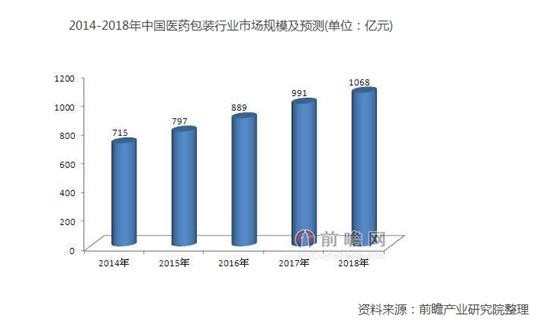 2014-2018年中国医药包装行业市场规模及预测(单位：亿元)
1200
1000
800
600
400
200
0
715
797
889
991
1068
2014年
2015年
2016年
2017年
2018年
前瞻网
资料来源：前瞻产业研究院整理